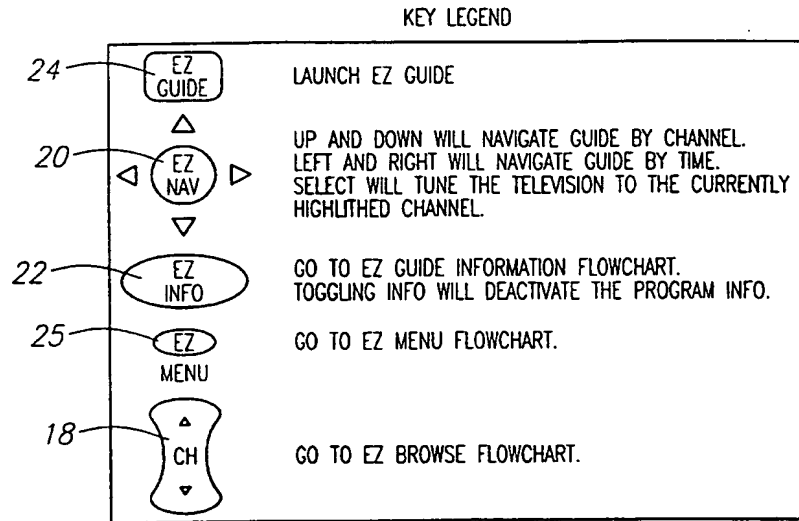 KEY LEGEND
24
EZ
GUIDE
LAUNCH EZ GUIDE
20
EZ
NAV
UP AND DOWN WILL NAVIGATE GUIDE BY CHANNEL.
LEFT AND RIGHT WILL NAVIGATE GUIDE BY TIME.
SELECT WILL TUNE THE TELEVISION TO THE CURRENTLY
HIGHLITHED CHANNEL.
22
EZ
INFO
GO TO EZ GUIDE INFORMATION FLOWCHART.
TOGGLING INFO WILL DEACTIVATE THE PROGRAM INFO.
25
EZ
MENU
GO TO EZ MENU FLOWCHART.
18
CH
GO TO EZ BROWSE FLOWCHART.